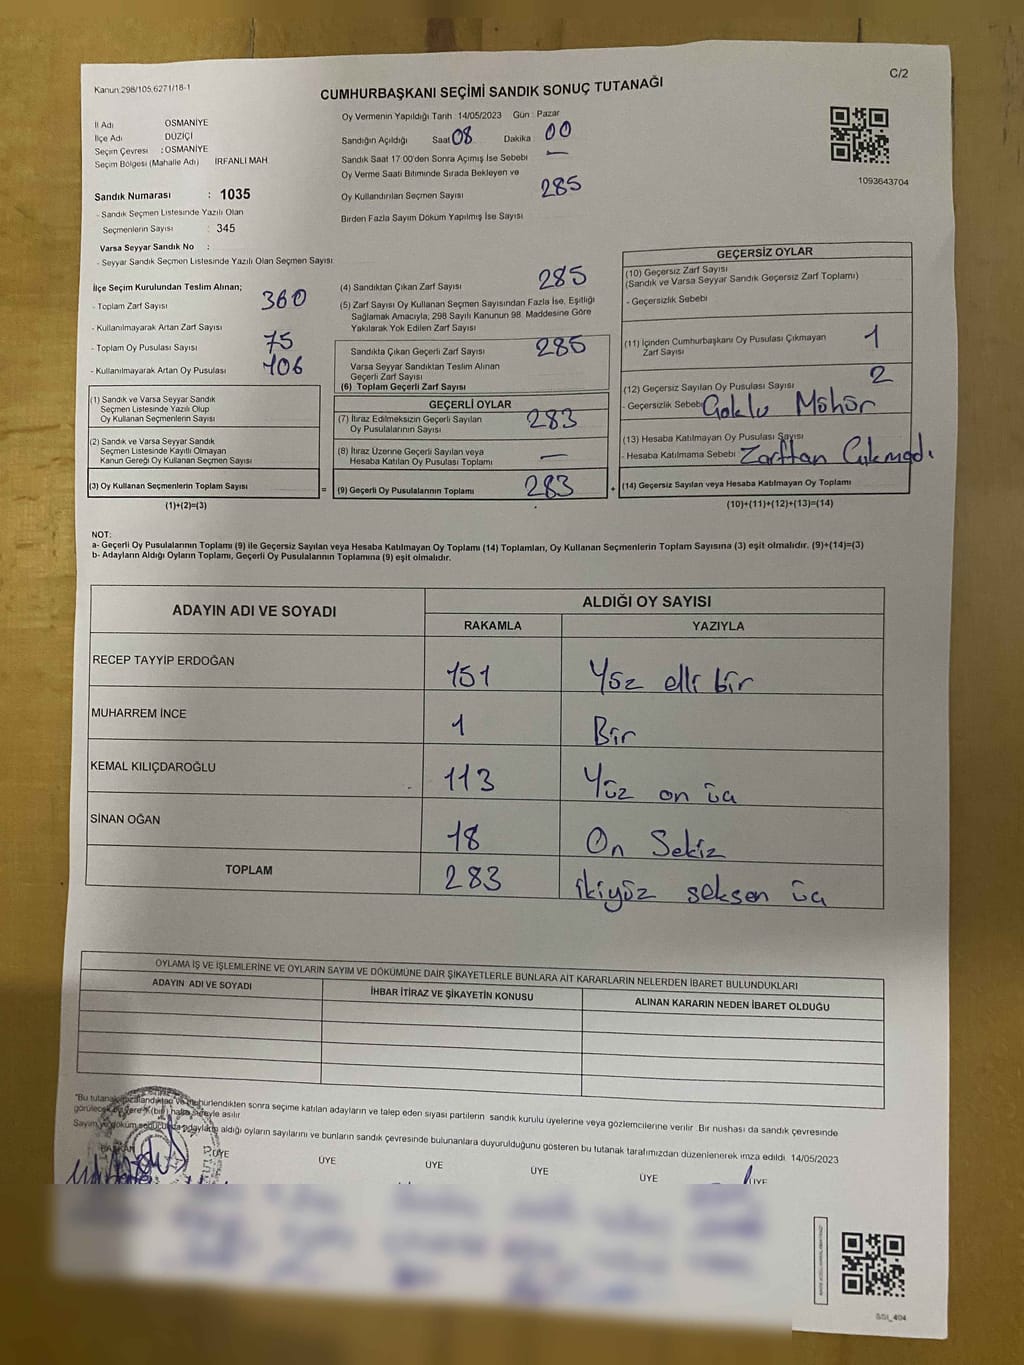 Kanun 298/105,6271/18-1
CUMHURBAŞKANI SEÇİMİ SANDIK SONUÇ TUTANAĞI
C/2
İl Adı OSMANİYE
İlçe Adı DÜZİÇİ
Seçim Çevresi : OSMANİYE
Seçim Bölgesi (Mahalle Adı) İRFANLI MAH
Oy Vermenin Yapıldığı Tarih : 14/05/2023 Gün : Pazar
Sandığın Açıldığı Saat 08 Dakika : 00
Sandık Saat 17.00'den Sonra Açılmış İse Sebebi —
Oy Verme Saati Bitiminde Sırada Bekleyen ve
Oy Kullandırılan Seçmen Sayısı 285
Birden Fazla Sayım Döküm Yapılmış İse Sayısı
1093643704
Sandık Numarası : 1035
- Sandık Seçmen Listesinde Yazılı Olan
Seçmenlerin Sayısı : 345
Varsa Seyyar Sandık No :
- Seyyar Sandık Seçmen Listesinde Yazılı Olan Seçmen Sayısı:
İlçe Seçim Kurulundan Teslim Alınan;
- Toplam Zarf Sayısı 360
- Kullanılmayarak Artan Zarf Sayısı 75
- Toplam Oy Pusulası Sayısı
- Kullanılmayarak Artan Oy Pusulası 106
(1) Sandık ve Varsa Seyyar Sandık
Seçmen Listesinde Yazılı Olup
Oy Kullanan Seçmenlerin Sayısı
(2) Sandık ve Varsa Seyyar Sandık
Seçmen Listesinde Kayıtlı Olmayan
Kanun Gereği Oy Kullanan Seçmen Sayısı
(3) Oy Kullanan Seçmenlerin Toplam Sayısı =
(1)+(2)=(3)
(4) Sandıktan Çıkan Zarf Sayısı 285
(5) Zarf Sayısı Oy Kullanan Seçmen Sayısından Fazla İse, Eşitliği
Sağlamak Amacıyla, 298 Sayılı Kanunun 98. Maddesine Göre
Yakılarak Yok Edilen Zarf Sayısı
Sandıkta Çıkan Geçerli Zarf Sayısı 285
Varsa Seyyar Sandıktan Teslim Alınan
Geçerli Zarf Sayısı
(6) Toplam Geçerli Zarf Sayısı
GEÇERLİ OYLAR
(7) İtiraz Edilmeksizin Geçerli Sayılan
Oy Pusulalarının Sayısı 283
(8) İtiraz Üzerine Geçerli Sayılan veya
Hesaba Katılan Oy Pusulası Toplamı —
(9) Geçerli Oy Pusulalarının Toplamı 283 +
GEÇERSİZ OYLAR
(10) Geçersiz Zarf Sayısı
(Sandık ve Varsa Seyyar Sandık Geçersiz Zarf Toplamı)
- Geçersizlik Sebebi
(11) İçinden Cumhurbaşkanı Oy Pusulası Çıkmayan
Zarf Sayısı 1
(12) Geçersiz Sayılan Oy Pusulası Sayısı 2
- Geçersizlik Sebebi Çoklu Mühür
(13) Hesaba Katılmayan Oy Pusulası Sayısı
- Hesaba Katılmama Sebebi Zarftan Çıkmadı
(14) Geçersiz Sayılan veya Hesaba Katılmayan Oy Toplamı
(10)+(11)+(12)+(13)=(14)
NOT:
a- Geçerli Oy Pusulalarının Toplamı (9) ile Geçersiz Sayılan veya Hesaba Katılmayan Oy Toplamı (14) Toplamları, Oy Kullanan Seçmenlerin Toplam Sayısına (3) eşit olmalıdır. (9)+(14)=(3)
b- Adayların Aldığı Oyların Toplamı, Geçerli Oy Pusulalarının Toplamına (9) eşit olmalıdır.
ADAYIN ADI VE SOYADI
ALDIĞI OY SAYISI
RAKAMLA YAZIYLA
RECEP TAYYİP ERDOĞAN 151 Yüz elli bir
MUHARREM İNCE 1 Bir
KEMAL KILIÇDAROĞLU 113 Yüz on üç
SİNAN OĞAN 18 On Sekiz
TOPLAM 283 ikiyüz seksen üç
OYLAMA İŞ VE İŞLEMLERİNE VE OYLARIN SAYIM VE DÖKÜMÜNE DAİR ŞİKAYETLERLE BUNLARA AİT KARARLARIN NELERDEN İBARET BULUNDUKLARI
ADAYIN ADI VE SOYADI İHBAR İTİRAZ VE ŞİKAYETİN KONUSU ALINAN KARARIN NEDEN İBARET OLDUĞU
"Bu tutanak mühürlendikten sonra seçime katılan adayların ve talep eden siyasi partilerin sandık kurulu üyelerine veya gözlemcilerine verilir. Bir nüshası da sandık çevresinde
görülecek bir yere 1(bir) hafta süreyle asılır.
Sayım ve döküm adayların aldığı oyların sayılarını ve bunların sandık çevresinde bulunanlara duyurulduğunu gösteren bu tutanak tarafımızdan düzenlenerek imza edildi. 14/05/2023
BAŞKAN ÜYE ÜYE ÜYE ÜYE ÜYE ÜYE